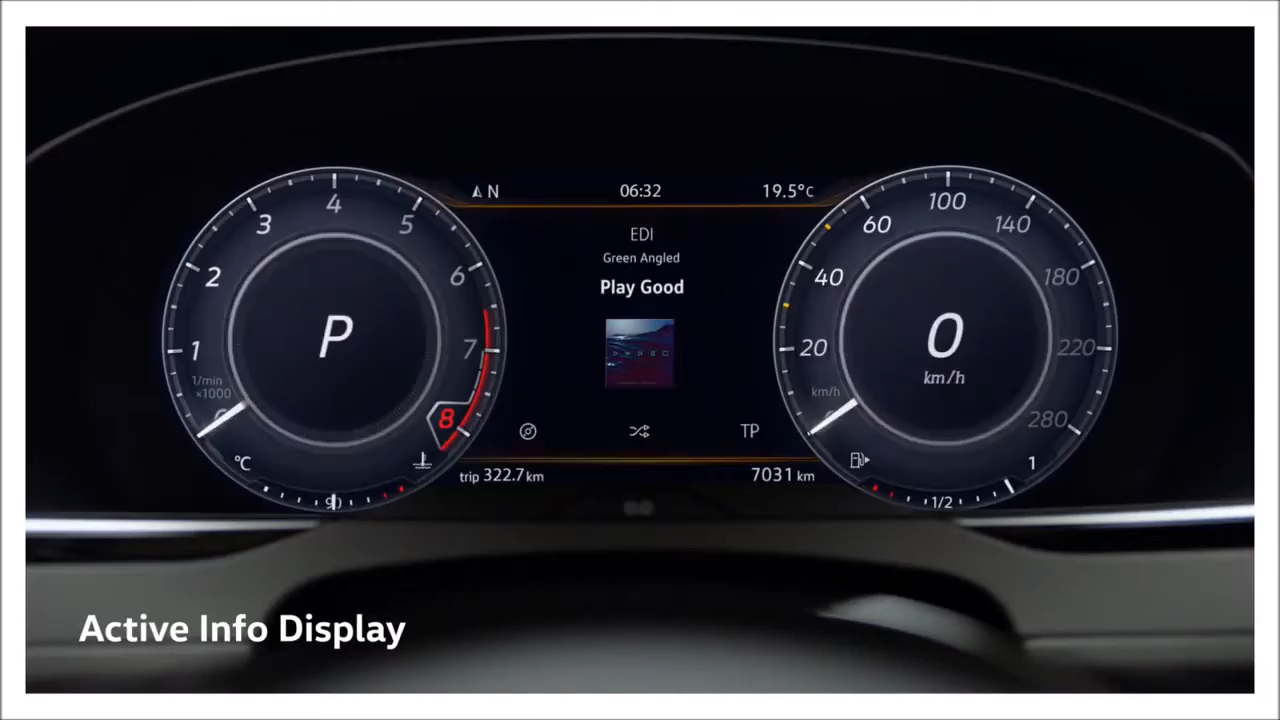 N 06:32 19.5°C
EDI
Green Angled
Play Good
TP
trip 322.7 km 7031 km
1 2 3 4 5 6 7 8
1/min
×1000
P
°C
90
20 40 60 100 140 180 220 280
km/h
0
km/h
1/2 1
Active Info Display